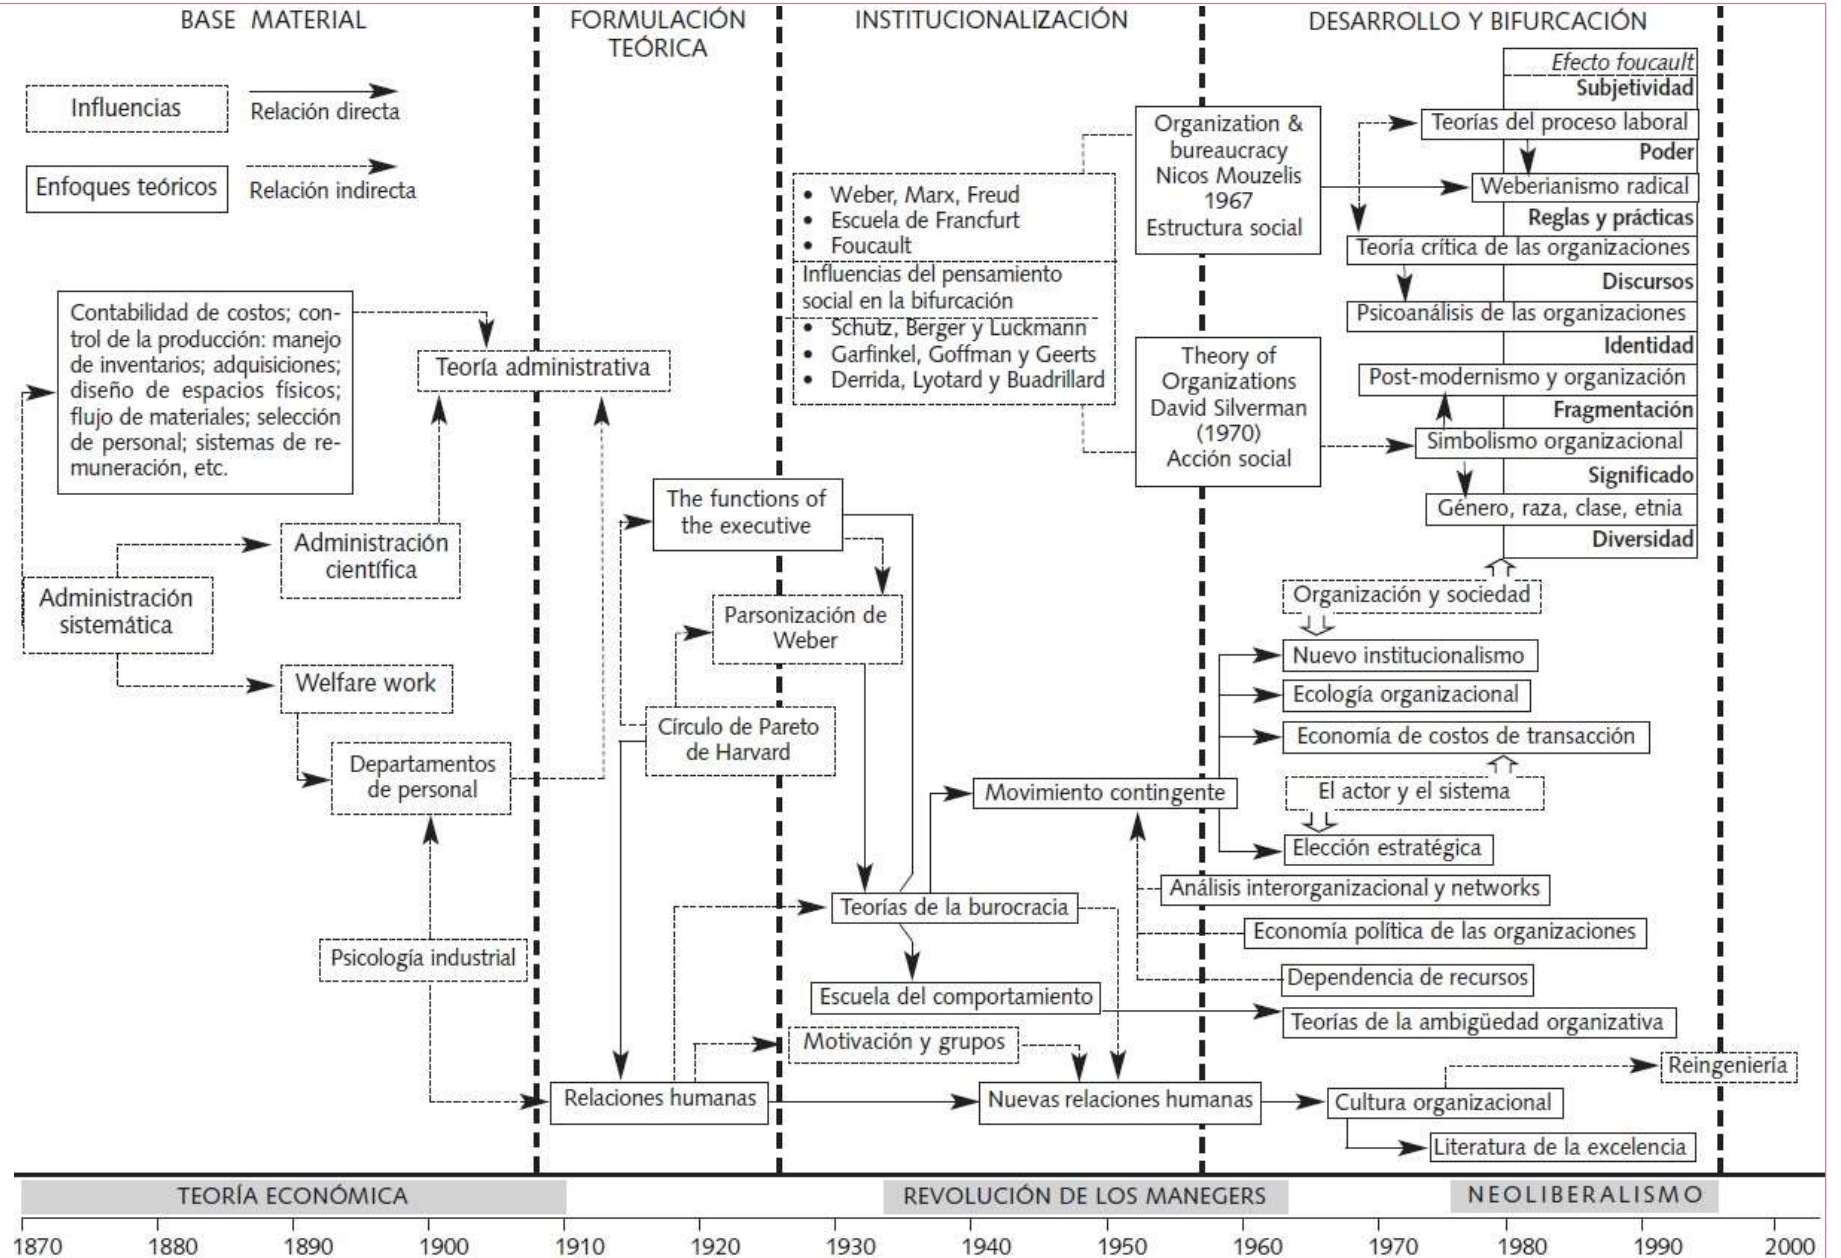 BASE MATERIAL
FORMULACIÓN
TEÓRICA
INSTITUCIONALIZACIÓN
DESARROLLO Y BIFURCACIÓN
Influencias
Relación directa
Enfoques teóricos
Relación indirecta
Contabilidad de costos; con-
trol de la producción: manejo
de inventarios; adquisiciones;
diseño de espacios físicos;
flujo de materiales; selección
de personal; sistemas de re-
muneración, etc.
Teoría administrativa
Administración
científica
Administración
sistemática
Welfare work
Departamentos
de personal
Psicología industrial
The functions of
the executive
Parsonización de
Weber
Círculo de Pareto
de Harvard
Relaciones humanas
• Weber, Marx, Freud
• Escuela de Francfurt
• Foucault
Influencias del pensamiento
social en la bifurcación
• Schutz, Berger y Luckmann
• Garfinkel, Goffman y Geerts
• Derrida, Lyotard y Buadrillard
Organization &
bureaucracy
Nicos Mouzelis
1967
Estructura social
Theory of
Organizations
David Silverman
(1970)
Acción social
Movimiento contingente
Teorías de la burocracia
Escuela del comportamiento
Motivación y grupos
Nuevas relaciones humanas
Efecto foucault
Subjetividad
Teorías del proceso laboral
Poder
Weberianismo radical
Reglas y prácticas
Teoría crítica de las organizaciones
Discursos
Psicoanálisis de las organizaciones
Identidad
Post-modernismo y organización
Fragmentación
Simbolismo organizacional
Significado
Género, raza, clase, etnia
Diversidad
Organización y sociedad
Nuevo institucionalismo
Ecología organizacional
Economía de costos de transacción
El actor y el sistema
Elección estratégica
Análisis interorganizacional y networks
Economía política de las organizaciones
Dependencia de recursos
Teorías de la ambigüedad organizativa
Reingeniería
Cultura organizacional
Literatura de la excelencia
TEORÍA ECONÓMICA
REVOLUCIÓN DE LOS MANEGERS
NEOLIBERALISMO
1870 1880 1890 1900 1910 1920 1930 1940 1950 1960 1970 1980 1990 2000